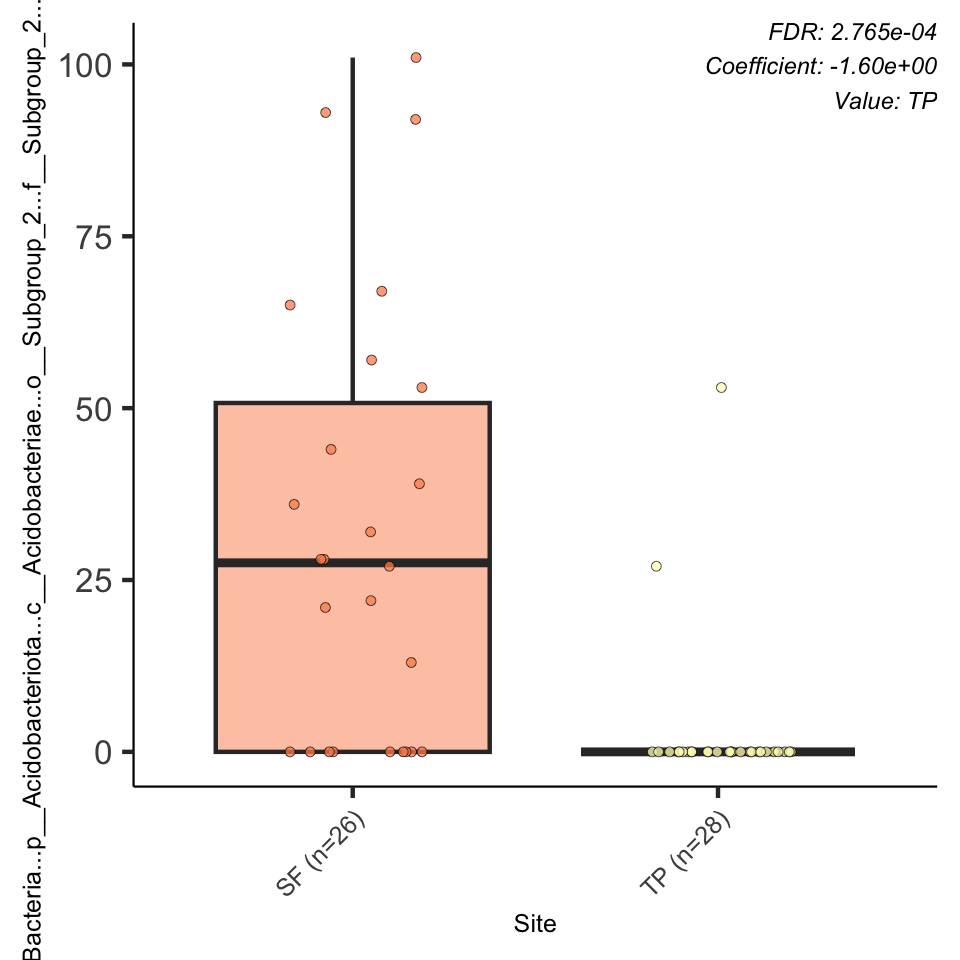 FDR: 2.765e-04
Coefficient: -1.60e+00
Value: TP
Bacteria...p__Acidobacteriota...c__Acidobacteriae...o__Subgroup_2...f__Subgroup_2...
100
75
50
25
0
SF (n=26)
TP (n=28)
Site